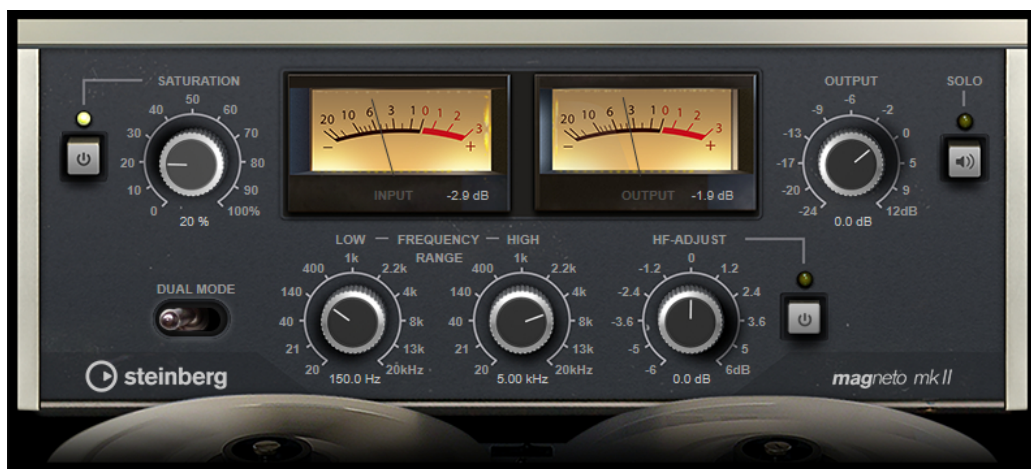 SATURATION
0 10 20 30 40 50 60 70 80 90 100%
20 %
20 10 6 3 1 0 1 2 3
− +
INPUT -2.9 dB
20 10 6 3 1 0 1 2 3
− +
OUTPUT -1.9 dB
OUTPUT
-24 -20 -17 -13 -9 -6 -2 0 5 9 12dB
0.0 dB
SOLO
DUAL MODE
LOW FREQUENCY RANGE HIGH
20 21 40 140 400 1k 2.2k 4k 8k 13k 20kHz
150.0 Hz
20 21 40 140 400 1k 2.2k 4k 8k 13k 20kHz
5.00 kHz
HF-ADJUST
-6 -5 -3.6 -2.4 -1.2 0 1.2 2.4 3.6 5 6dB
0.0 dB
steinberg
magneto mkII